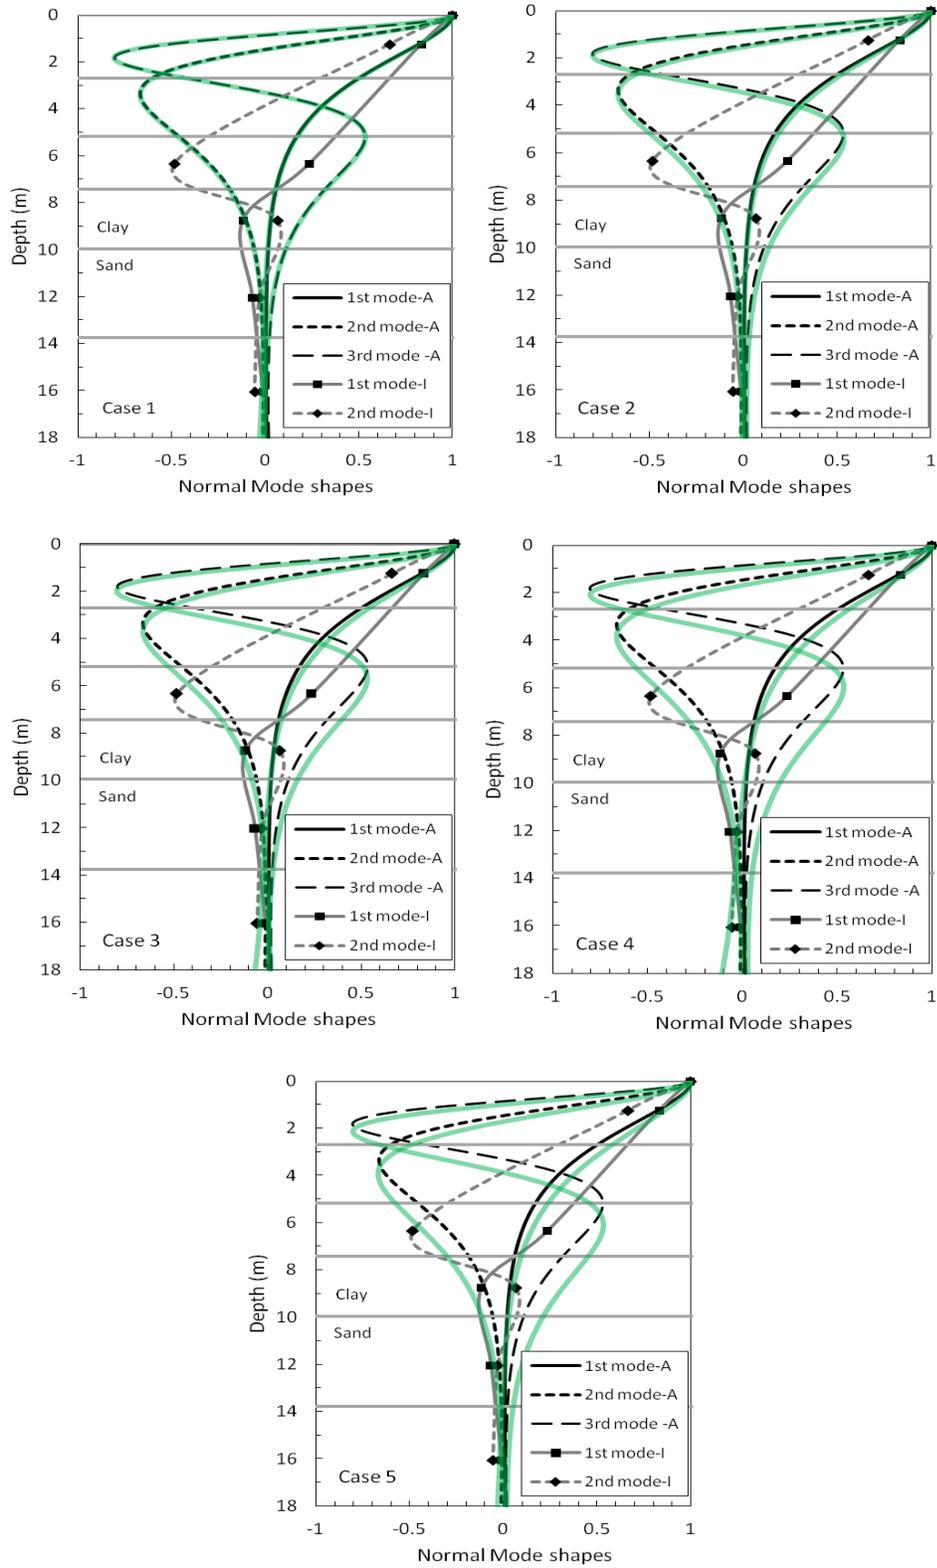 0
2
4
6
8
10
12
14
16
18
Depth (m)
Clay
Sand
1st mode-A
2nd mode-A
3rd mode -A
1st mode-I
2nd mode-I
Case 1
-1 -0.5 0 0.5 1
Normal Mode shapes
0
2
4
6
8
10
12
14
16
18
Depth (m)
Clay
Sand
1st mode-A
2nd mode-A
3rd mode -A
1st mode-I
2nd mode-I
Case 2
-1 -0.5 0 0.5 1
Normal Mode shapes
0
2
4
6
8
10
12
14
16
18
Depth (m)
Clay
Sand
1st mode-A
2nd mode-A
3rd mode -A
1st mode-I
2nd mode-I
Case 3
-1 -0.5 0 0.5 1
Normal Mode shapes
0
2
4
6
8
10
12
14
16
18
Depth (m)
Clay
Sand
1st mode-A
2nd mode-A
3rd mode -A
1st mode-I
2nd mode-I
Case 4
-1 -0.5 0 0.5 1
Normal Mode shapes
0
2
4
6
8
10
12
14
16
18
Depth (m)
Clay
Sand
1st mode-A
2nd mode-A
3rd mode -A
1st mode-I
2nd mode-I
Case 5
-1 -0.5 0 0.5 1
Normal Mode shapes